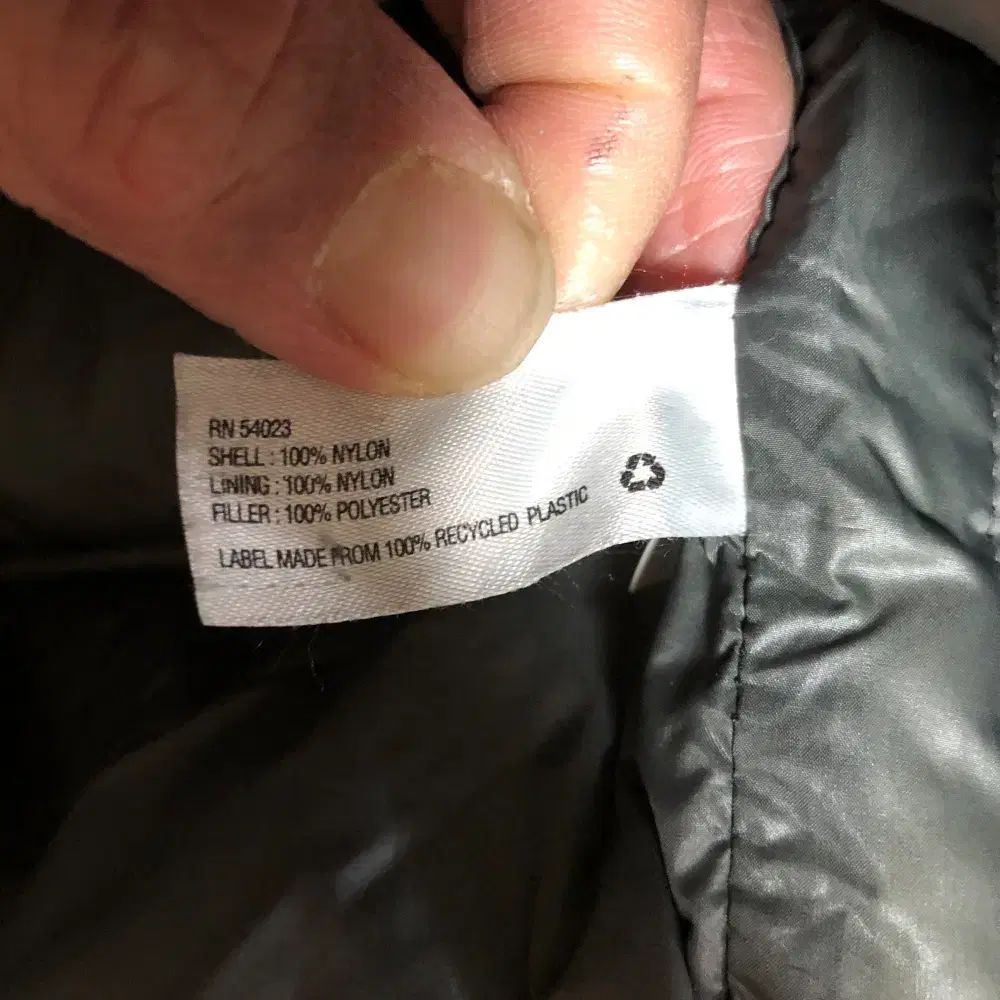 RN 54023
SHELL : 100% NYLON
LINING : 100% NYLON
FILLER : 100% POLYESTER
LABEL MADE FROM 100% RECYCLED PLASTIC